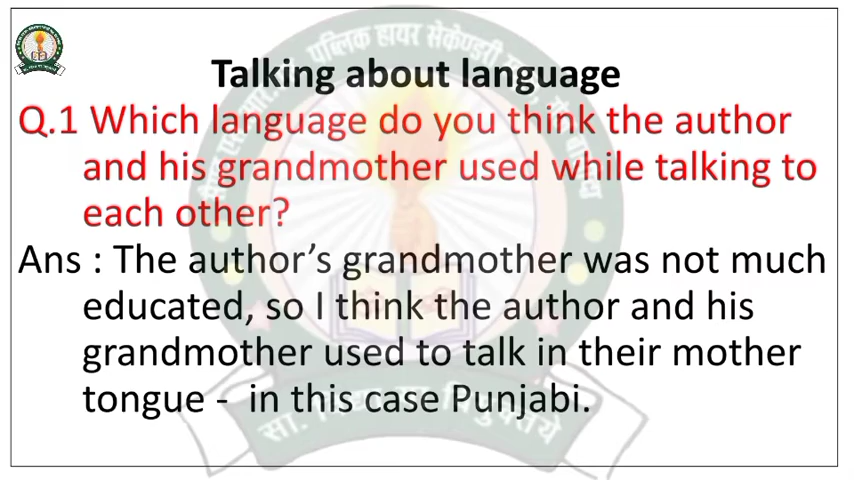 Talking about language
Q.1 Which language do you think the author
and his grandmother used while talking to
each other?
Ans : The author's grandmother was not much
educated, so I think the author and his
grandmother used to talk in their mother
tongue - in this case Punjabi.